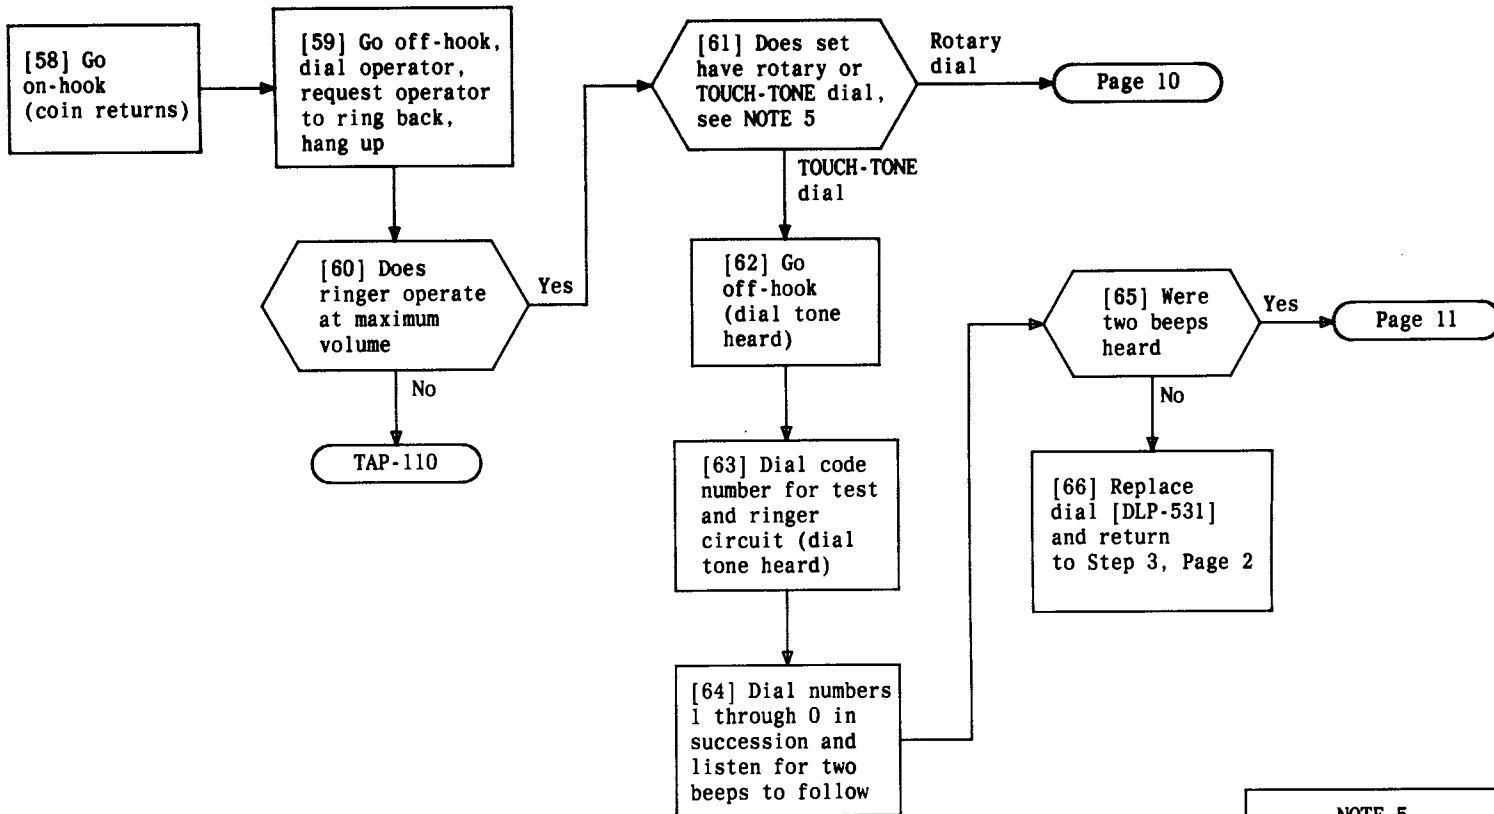 [58] Go
on-hook
(coin returns)
[59] Go off-hook,
dial operator,
request operator
to ring back,
hang up
[60] Does
ringer operate
at maximum
volume
Yes
No
TAP-110
[61] Does set
have rotary or
TOUCH-TONE dial,
see NOTE 5
Rotary
dial
Page 10
TOUCH-TONE
dial
[62] Go
off-hook
(dial tone
heard)
[63] Dial code
number for test
and ringer
circuit (dial
tone heard)
[64] Dial numbers
1 through 0 in
succession and
listen for two
beeps to follow
[65] Were
two beeps
heard
Yes
Page 11
No
[66] Replace
dial [DLP-531]
and return
to Step 3, Page 2
NOTE 5